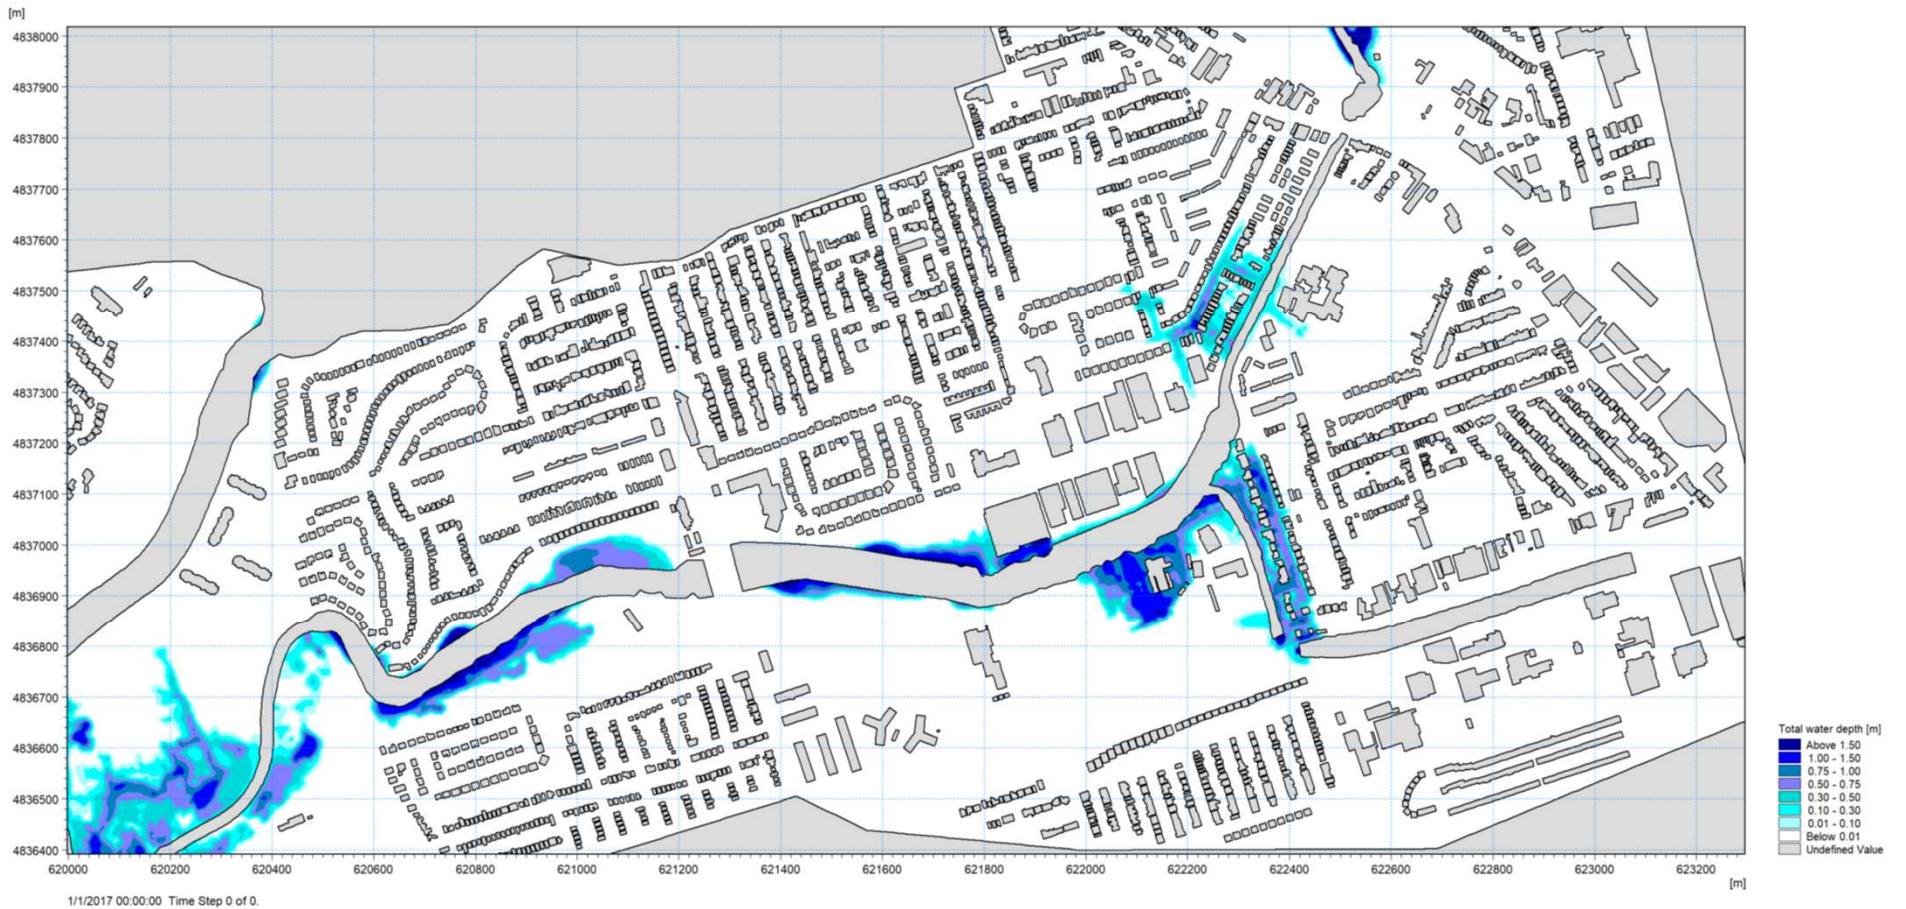 [m]
4838000
4837900
4837800
4837700
4837600
4837500
4837400
4837300
4837200
4837100
4837000
4836900
4836800
4836700
4836600
4836500
4836400
620000 620200 620400 620600 620800 621000 621200 621400 621600 621800 622000 622200 622400 622600 622800 623000 623200
[m]
Total water depth [m]
Above 1.50
1.00 - 1.50
0.75 - 1.00
0.50 - 0.75
0.30 - 0.50
0.10 - 0.30
0.01 - 0.10
Below 0.01
Undefined Value
1/1/2017 00:00:00 Time Step 0 of 0.